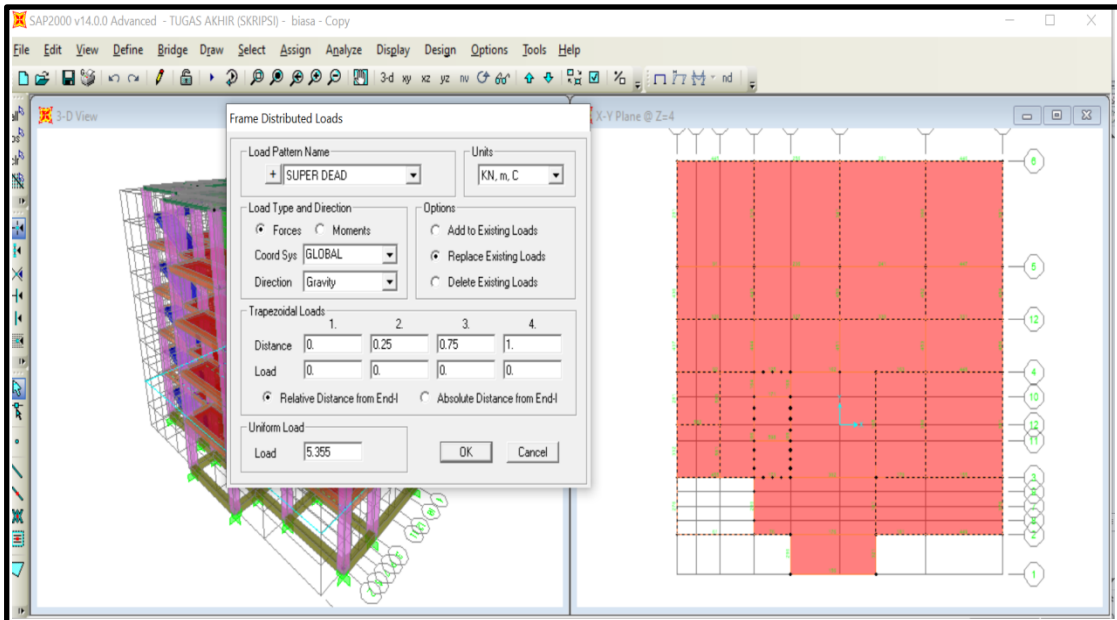 SAP2000 v14.0.0 Advanced - TUGAS AKHIR (SKRIPSI) - biasa - Copy
File Edit View Define Bridge Draw Select Assign Analyze Display Design Options Tools Help
3-d xy xz yz nv nd
3-D View
X-Y Plane @ Z=4
Frame Distributed Loads
Load Pattern Name
+ SUPER DEAD
Units
KN, m, C
Load Type and Direction
Forces Moments
Coord Sys GLOBAL
Direction Gravity
Options
Add to Existing Loads
Replace Existing Loads
Delete Existing Loads
Trapezoidal Loads
1. 2. 3. 4.
Distance 0. 0.25 0.75 1.
Load 0. 0. 0. 0.
Relative Distance from End-I Absolute Distance from End-I
Uniform Load
Load 5.355
OK Cancel
6
5
12
4
10
12
11
3
2
1